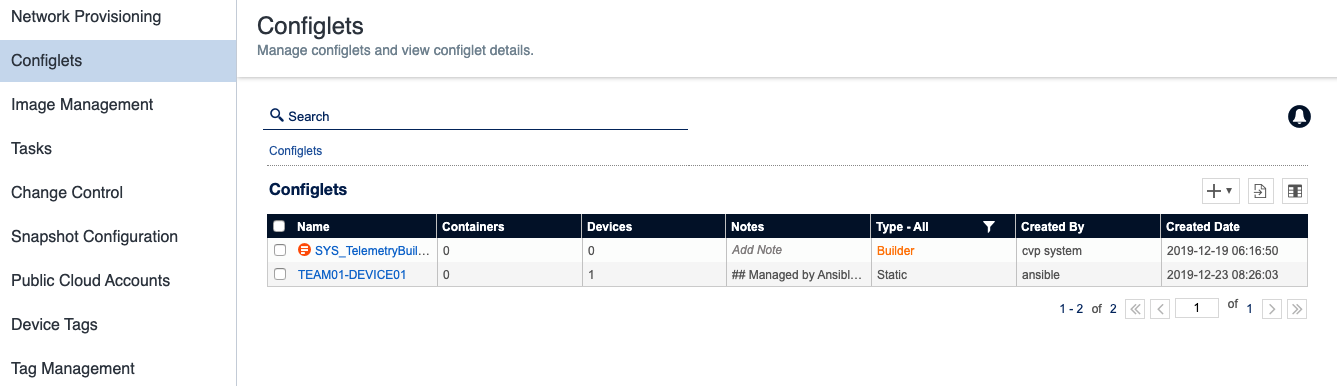 Network Provisioning
Configlets
Image Management
Tasks
Change Control
Snapshot Configuration
Public Cloud Accounts
Device Tags
Tag Management
Configlets
Manage configlets and view configlet details.
Search
Configlets
Configlets
Name Containers Devices Notes Type - All Created By Created Date
SYS_TelemetryBuil... 0 0 Add Note Builder cvp system 2019-12-19 06:16:50
TEAM01-DEVICE01 0 1 ## Managed by Ansibl... Static ansible 2019-12-23 08:26:03
1 - 2 of 2 1 of 1